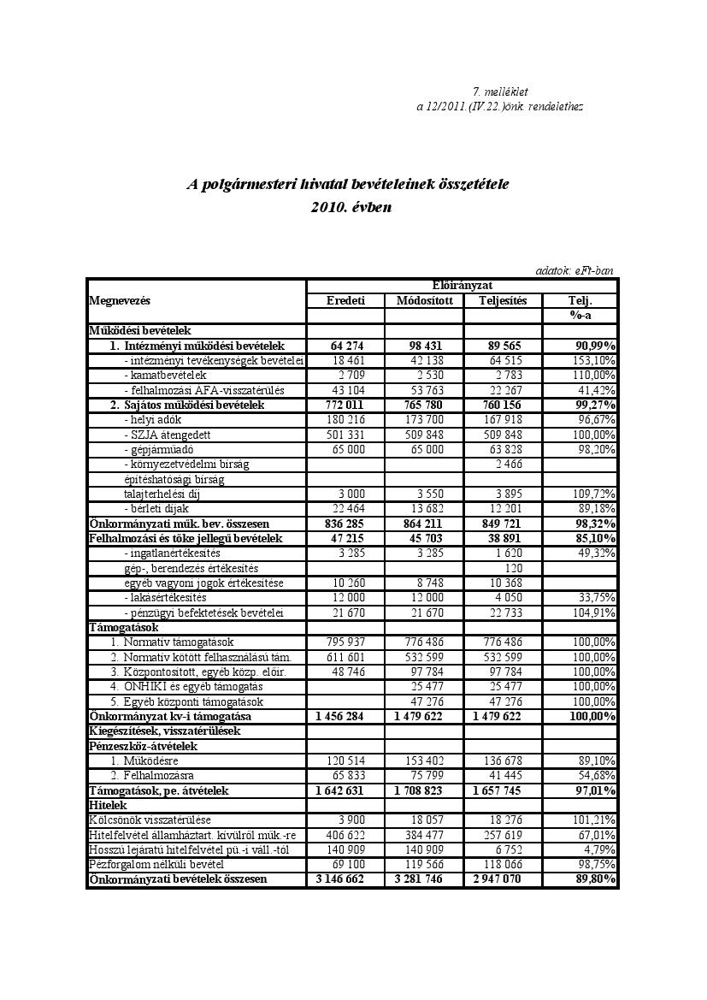 7. melléklet
a 12/2011.(IV.22.)önk. rendelethez
A polgármesteri hivatal bevételeinek összetétele
2010. évben
adatok: eFt-ban
Előirányzat
Megnevezés Eredeti Módosított Teljesítés Telj.
%-a
Működési bevételek
1. Intézményi működési bevételek 64 274 98 431 89 565 90,99%
- intézményi tevékenységek bevételei 18 461 42 138 64 515 153,10%
- kamatbevételek 2 709 2 530 2 783 110,00%
- felhalmozási ÁFA-visszatérülés 43 104 53 763 22 267 41,42%
2. Sajátos működési bevételek 772 011 765 780 760 156 99,27%
- helyi adók 180 216 173 700 167 918 96,67%
- SZJA átengedett 501 331 509 848 509 848 100,00%
- gépjárműadó 65 000 65 000 63 828 98,20%
- környezetvédelmi bírság 2 466
építéshatósági bírság
talajterhelési díj 3 000 3 550 3 895 109,72%
- bérleti díjak 22 464 13 682 12 201 89,18%
Önkormányzati műk. bev. összesen 836 285 864 211 849 721 98,32%
Felhalmozási és tőke jellegű bevételek 47 215 45 703 38 891 85,10%
- ingatlanértékesítés 3 285 3 285 1 620 49,32%
gép-, berendezés értékesítés 120
egyéb vagyoni jogok értékesítése 10 260 8 748 10 368
- lakásértékesítés 12 000 12 000 4 050 33,75%
- pénzügyi befektetések bevételei 21 670 21 670 22 733 104,91%
Támogatások
1. Normatív támogatások 795 937 776 486 776 486 100,00%
2. Normatív kötött felhasználású tám. 611 601 532 599 532 599 100,00%
3. Központosított, egyéb közp. előir. 48 746 97 784 97 784 100,00%
4. ÖNHIKI és egyéb támogatás 25 477 25 477 100,00%
5. Egyéb központi támogatások 47 276 47 276 100,00%
Önkormányzat kv-i támogatása 1 456 284 1 479 622 1 479 622 100,00%
Kiegészítések, visszatérülések
Pénzeszköz-átvételek
1. Működésre 120 514 153 402 136 678 89,10%
2. Felhalmozásra 65 833 75 799 41 445 54,68%
Támogatások, pe. átvételek 1 642 631 1 708 823 1 657 745 97,01%
Hitelek
Kölcsönök visszatérülése 3 900 18 057 18 276 101,21%
Hitelfelvétel államháztart. kívülről műk.-re 406 622 384 477 257 619 67,01%
Hosszú lejáratú hitelfelvétel pü.-i váll.-tól 140 909 140 909 6 752 4,79%
Pézforgalom nélküli bevétel 69 100 119 566 118 066 98,75%
Önkormányzati bevételek összesen 3 146 662 3 281 746 2 947 070 89,80%